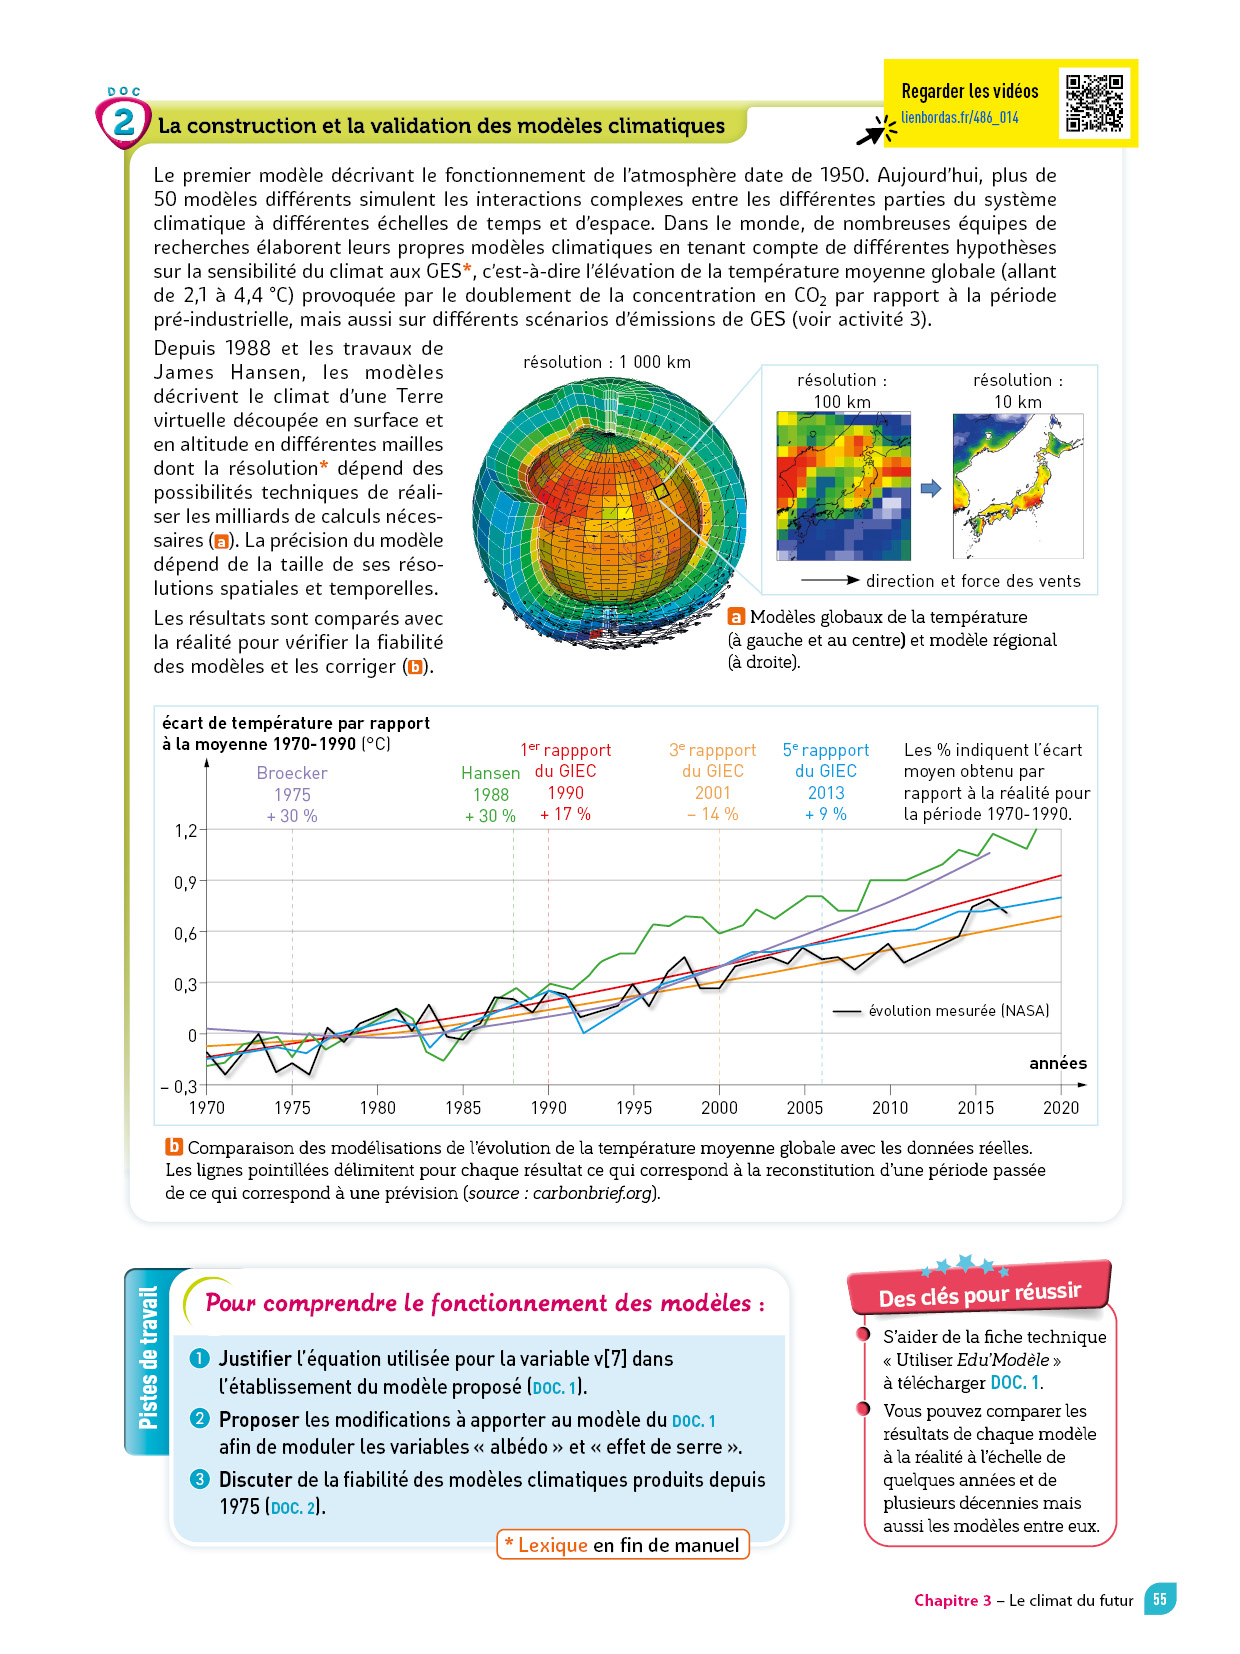 DOC
2
La construction et la validation des modèles climatiques
Regarder les vidéos
lienbordas.fr/486_014
Le premier modèle décrivant le fonctionnement de l'atmosphère date de 1950. Aujourd'hui, plus de
50 modèles différents simulent les interactions complexes entre les différentes parties du système
climatique à différentes échelles de temps et d'espace. Dans le monde, de nombreuses équipes de
recherches élaborent leurs propres modèles climatiques en tenant compte de différentes hypothèses
sur la sensibilité du climat aux GES*, c'est-à-dire l'élévation de la température moyenne globale (allant
de 2,1 à 4,4 °C) provoquée par le doublement de la concentration en CO₂ par rapport à la période
pré-industrielle, mais aussi sur différents scénarios d'émissions de GES (voir activité 3).
Depuis 1988 et les travaux de
James Hansen, les modèles
décrivent le climat d'une Terre
virtuelle découpée en surface et
en altitude en différentes mailles
dont la résolution* dépend des
possibilités techniques de réali-
ser les milliards de calculs néces-
saires (a). La précision du modèle
dépend de la taille de ses réso-
lutions spatiales et temporelles.
Les résultats sont comparés avec
la réalité pour vérifier la fiabilité
des modèles et les corriger (b).
résolution : 1 000 km
résolution :
100 km
résolution :
10 km
direction et force des vents
a Modèles globaux de la température
(à gauche et au centre) et modèle régional
(à droite).
écart de température par rapport
à la moyenne 1970-1990 (°C)
Broecker
1975
+ 30 %
Hansen
1988
+ 30 %
1er rappport
du GIEC
1990
+ 17 %
3e rappport
du GIEC
2001
– 14 %
5e rappport
du GIEC
2013
+ 9 %
Les % indiquent l'écart
moyen obtenu par
rapport à la réalité pour
la période 1970-1990.
1,2
0,9
0,6
0,3
0
– 0,3
évolution mesurée (NASA)
années
1970 1975 1980 1985 1990 1995 2000 2005 2010 2015 2020
b Comparaison des modélisations de l'évolution de la température moyenne globale avec les données réelles.
Les lignes pointillées délimitent pour chaque résultat ce qui correspond à la reconstitution d'une période passée
de ce qui correspond à une prévision (source : carbonbrief.org).
Pistes de travail
Pour comprendre le fonctionnement des modèles :
1 Justifier l'équation utilisée pour la variable v[7] dans
l'établissement du modèle proposé (DOC. 1).
2 Proposer les modifications à apporter au modèle du DOC. 1
afin de moduler les variables « albédo » et « effet de serre ».
3 Discuter de la fiabilité des modèles climatiques produits depuis
1975 (DOC. 2).
* Lexique en fin de manuel
Des clés pour réussir
S'aider de la fiche technique
« Utiliser Edu'Modèle »
à télécharger DOC. 1.
Vous pouvez comparer les
résultats de chaque modèle
à la réalité à l'échelle de
quelques années et de
plusieurs décennies mais
aussi les modèles entre eux.
Chapitre 3 – Le climat du futur 55